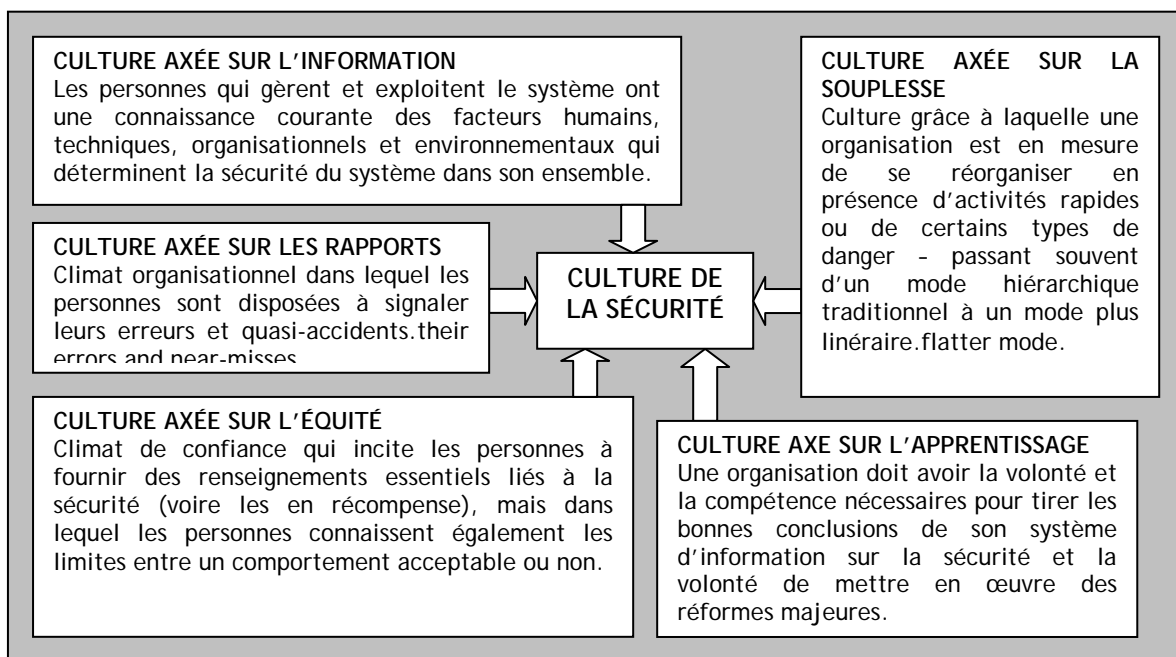 CULTURE AXÉE SUR L'INFORMATION
Les personnes qui gèrent et exploitent le système ont
une connaissance courante des facteurs humains,
techniques, organisationnels et environnementaux qui
déterminent la sécurité du système dans son ensemble.
CULTURE AXÉE SUR LA
SOUPLESSE
Culture grâce à laquelle une
organisation est en mesure
de se réorganiser en
présence d'activités rapides
ou de certains types de
danger – passant souvent
d'un mode hiérarchique
traditionnel à un mode plus
linéraire.flatter mode.
CULTURE AXÉE SUR LES RAPPORTS
Climat organisationnel dans lequel les
personnes sont disposées à signaler
leurs erreurs et quasi-accidents.their
errors and near-misses
CULTURE DE
LA SÉCURITÉ
CULTURE AXÉE SUR L'ÉQUITÉ
Climat de confiance qui incite les personnes à
fournir des renseignements essentiels liés à la
sécurité (voire les en récompense), mais dans
lequel les personnes connaissent également les
limites entre un comportement acceptable ou non.
CULTURE AXE SUR L'APPRENTISSAGE
Une organisation doit avoir la volonté et
la compétence nécessaires pour tirer les
bonnes conclusions de son système
d'information sur la sécurité et la
volonté de mettre en œuvre des
réformes majeures.